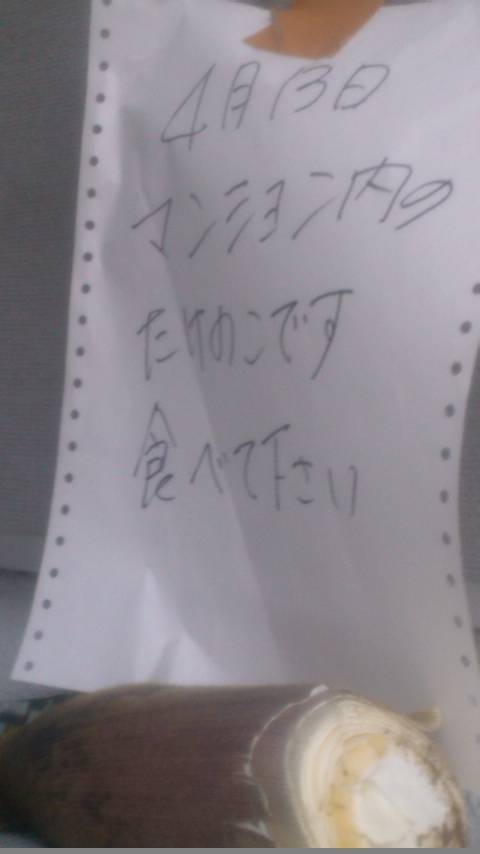 4月13日
マンション内の
たけのこです
食べて下さい